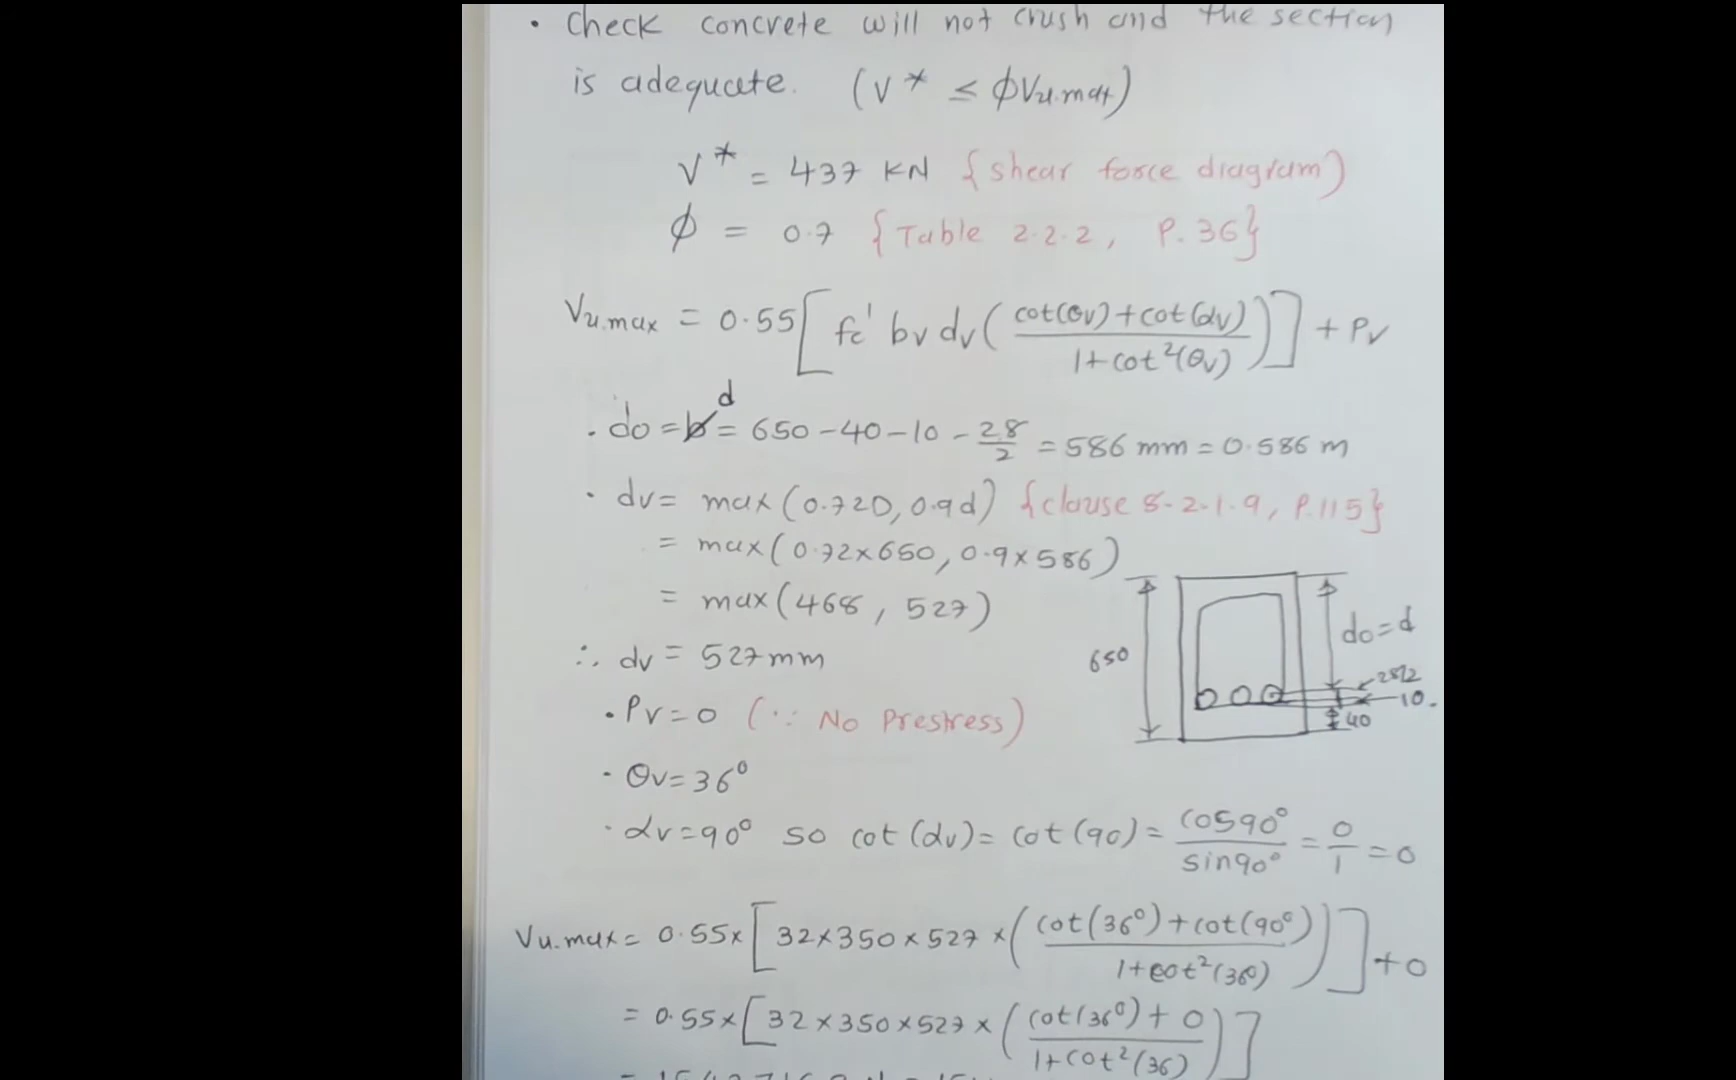 • Check concrete will not crush and the section
is adequate. (V* ≤ ϕVu.max)
V* = 437 KN {shear force diagram)
ϕ = 0.7 {Table 2.2.2, P.36}
Vu.max = 0.55[fc' bv dv((cot(θv)+cot(αv))/(1+cot²(θv)))] + Pv
d
• do = b = 650-40-10-28/2 = 586 mm = 0.586 m
• dv = max(0.72D, 0.9d) {clause 8.2.1.9, P.115}
= max(0.72×650, 0.9×586)
= max(468, 527)
∴ dv = 527mm
650
do=d
28/2
10.
40
• Pv=0 (∵ No Prestress)
• θv=36°
• αv=90° so cot(αv)= cot(90)= cos90°/sin90° = 0/1 = 0
Vu.max = 0.55×[32×350×527×((cot(36°)+cot(90°))/(1+cot²(36°)))]+0
= 0.55×[32×350×527×((cot(36°)+0)/(1+cot²(36)))]